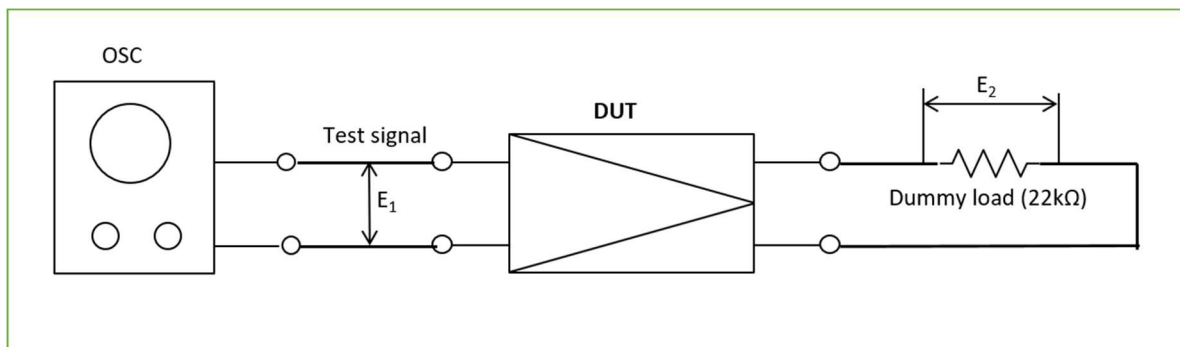 OSC
E₂
DUT
Test signal
E₁
Dummy load (22kΩ)